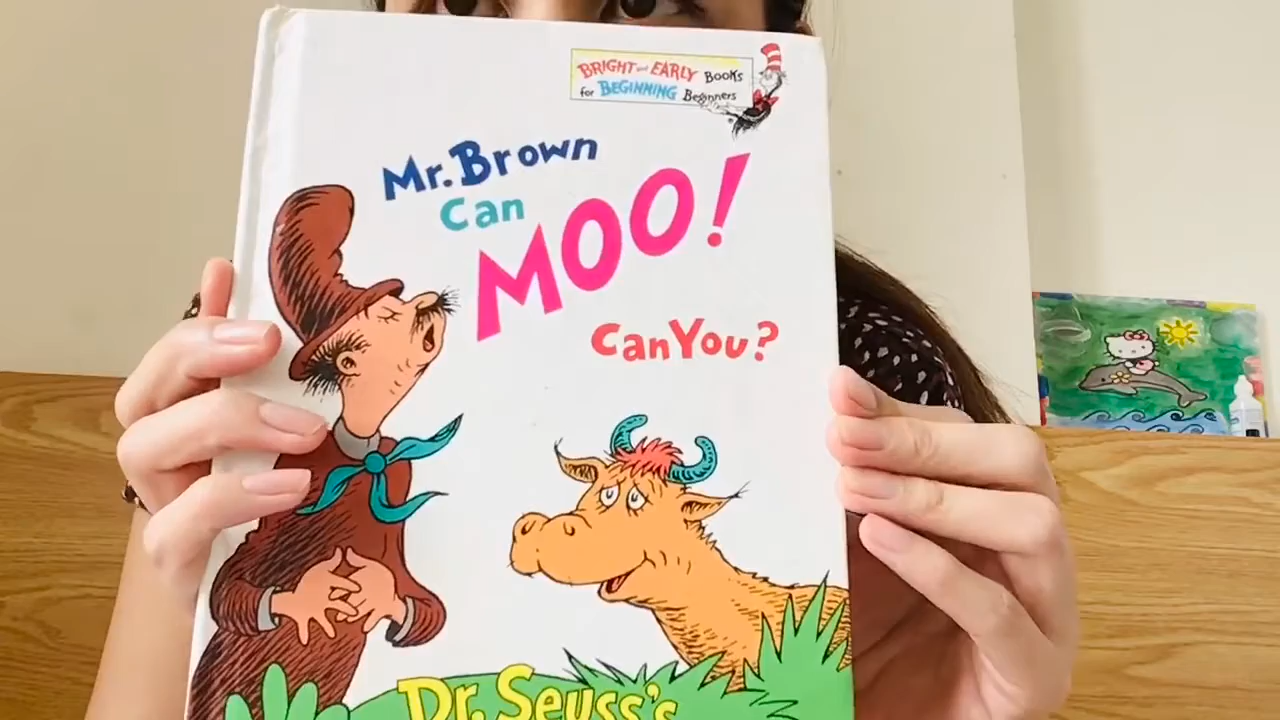 BRIGHT and EARLY BOOKS
for BEGINNING Beginners
Mr. Brown
Can
MOO!
Can You?
Dr. Seuss's